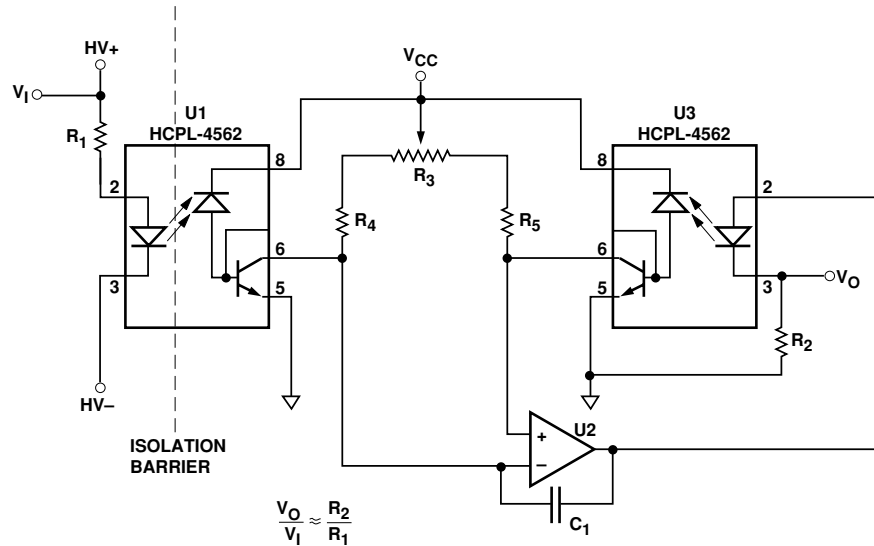 HV+
V_I
R_1
U1
HCPL-4562
V_CC
U3
HCPL-4562
8
8
2
2
R_3
R_4
R_5
6
6
5
5
3
3
V_O
R_2
HV–
ISOLATION
BARRIER
U2
+
–
C_1
V_O / V_I ≈ R_2 / R_1